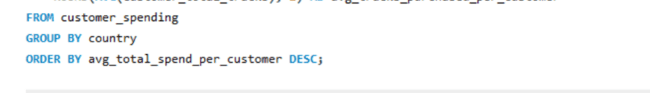 FROM customer_spending
GROUP BY country
ORDER BY avg_total_spend_per_customer DESC;